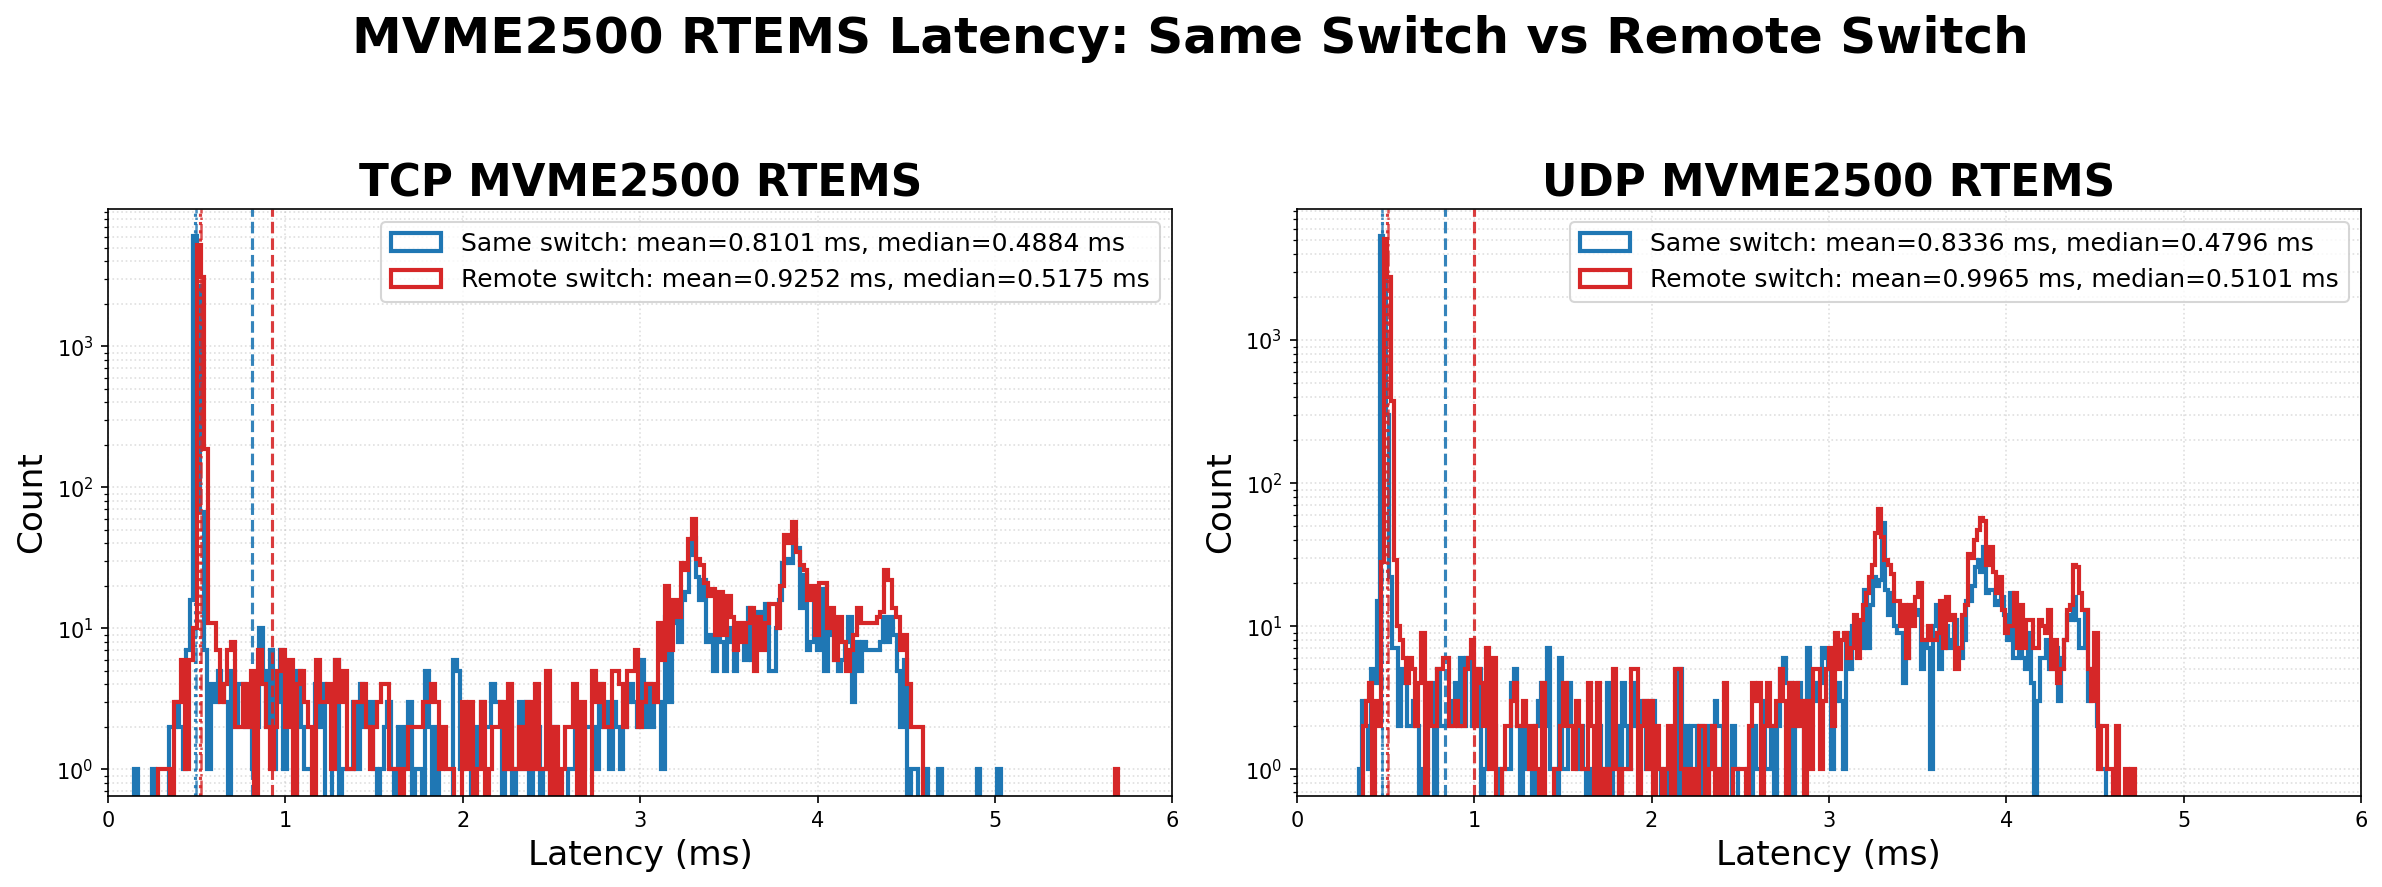 MVME2500 RTEMS Latency: Same Switch vs Remote Switch
TCP MVME2500 RTEMS
Same switch: mean=0.8101 ms, median=0.4884 ms
Remote switch: mean=0.9252 ms, median=0.5175 ms
Count
10³
10²
10¹
10⁰
0 1 2 3 4 5 6
Latency (ms)
UDP MVME2500 RTEMS
Same switch: mean=0.8336 ms, median=0.4796 ms
Remote switch: mean=0.9965 ms, median=0.5101 ms
Count
10³
10²
10¹
10⁰
0 1 2 3 4 5 6
Latency (ms)